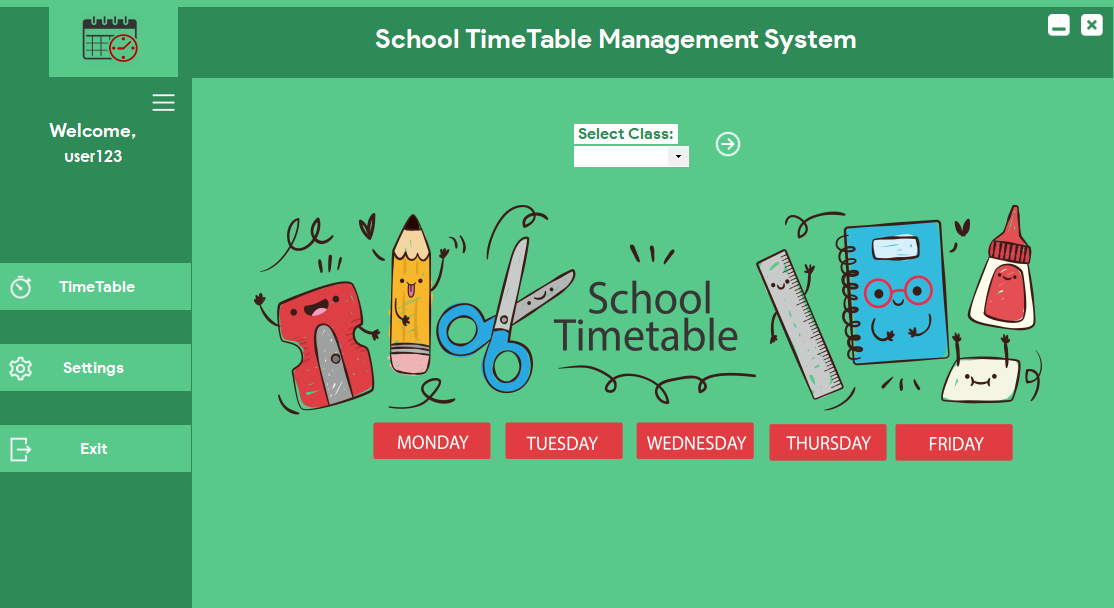 School TimeTable Management System
Welcome,
user123
Select Class:
TimeTable
Settings
Exit
School
Timetable
MONDAY
TUESDAY
WEDNESDAY
THURSDAY
FRIDAY